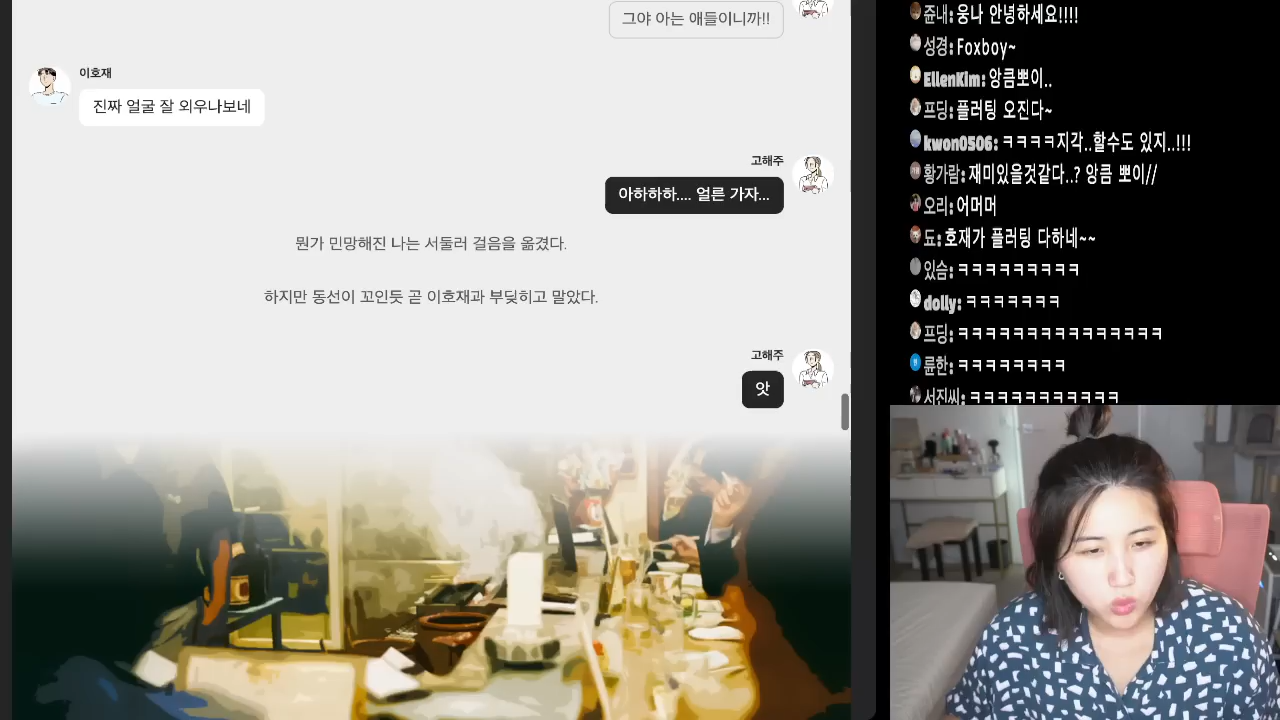 그야 아는 애들이니까!!
이호재
진짜 얼굴 잘 외우나보네
고해주
아하하하.... 얼른 가자...
뭔가 민망해진 나는 서둘러 걸음을 옮겼다.
하지만 동선이 꼬인듯 곧 이호재과 부딪히고 말았다.
고해주
앗
쥰내: 웅나 안녕하세요!!!!
성경: Foxboy~
EllenKim: 앙큼뽀이..
프딩: 플러팅 오진다~
kwon0506: ㅋㅋㅋㅋ지각..할수도 있지..!!!
황가람: 재미있을것같다..? 앙큼 뽀이//
오리: 어머머
됴: 호재가 플러팅 다하네~~
있슴: ㅋㅋㅋㅋㅋㅋㅋㅋㅋ
dolly: ㅋㅋㅋㅋㅋㅋㅋ
프딩: ㅋㅋㅋㅋㅋㅋㅋㅋㅋㅋㅋㅋㅋㅋㅋ
륜한: ㅋㅋㅋㅋㅋㅋㅋㅋ
서진씨: ㅋㅋㅋㅋㅋㅋㅋㅋㅋㅋㅋ